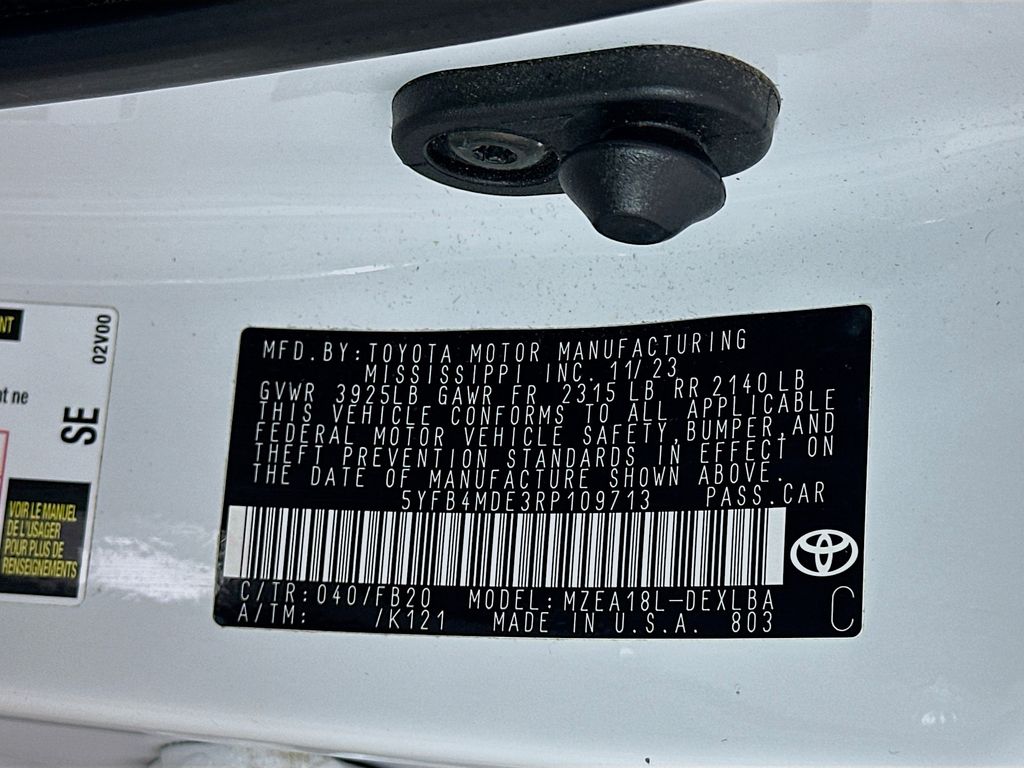 NT
02V00
nt ne
SE
VOIR LE MANUEL
DE L'USAGER
POUR PLUS DE
RENSEIGNEMENTS
MFD.BY:TOYOTA MOTOR MANUFACTURING
MISSISSIPPI INC. 11/23
GVWR 3925LB GAWR FR 2315 LB RR 2140 LB
THIS VEHICLE CONFORMS TO ALL APPLICABLE
FEDERAL MOTOR VEHICLE SAFETY,BUMPER,AND
THEFT PREVENTION STANDARDS IN EFFECT ON
THE DATE OF MANUFACTURE SHOWN ABOVE.
5YFB4MDE3RP109713 PASS.CAR
C/TR:040/FB20 MODEL:MZEA18L-DEXLBA
A/TM: /K121 MADE IN U.S.A. 803
C